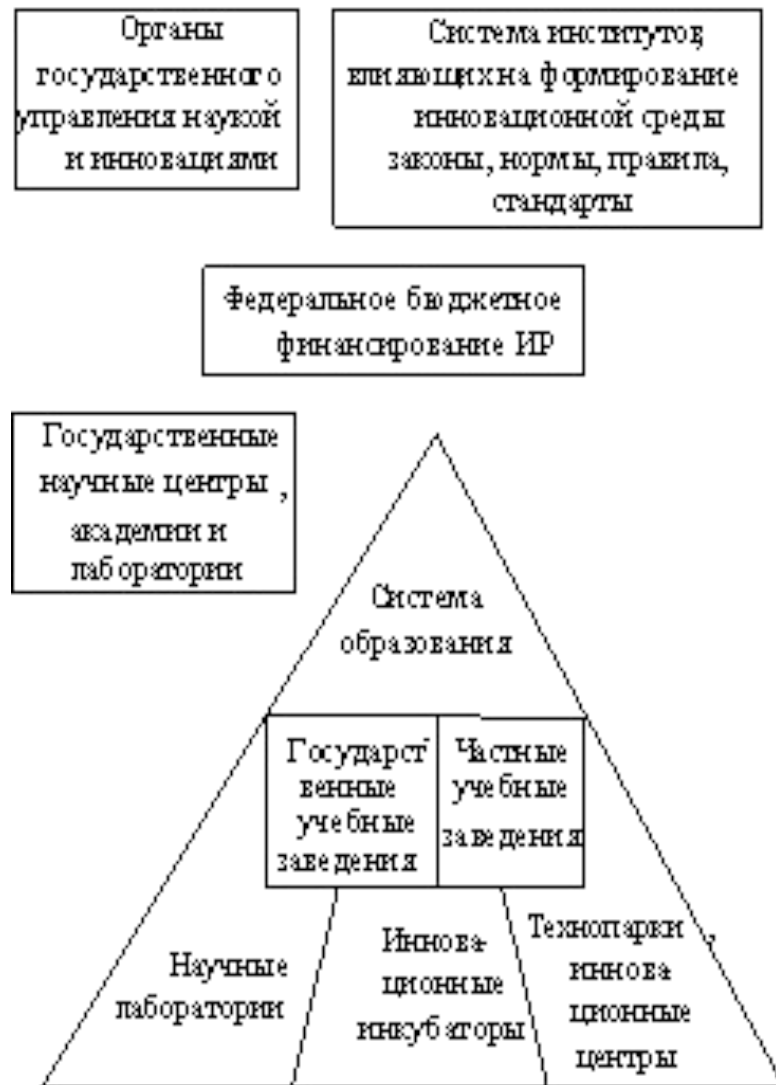 Органы
государственного
управления наукой
и инновациями
Система институтов,
влияющих на формирование
инновационной среды
законы, нормы, правила,
стандарты
Федеральное бюджетное
финансирование ИР
Государственные
научные центры ,
академии и
лаборатории
Система
образования
Государст
венные
учебные
заведения
Частные
учебные
заведения
Научные
лаборатории
Иннова-
ционные
инкубаторы
Технопарки ,
иннова
ционные
центры